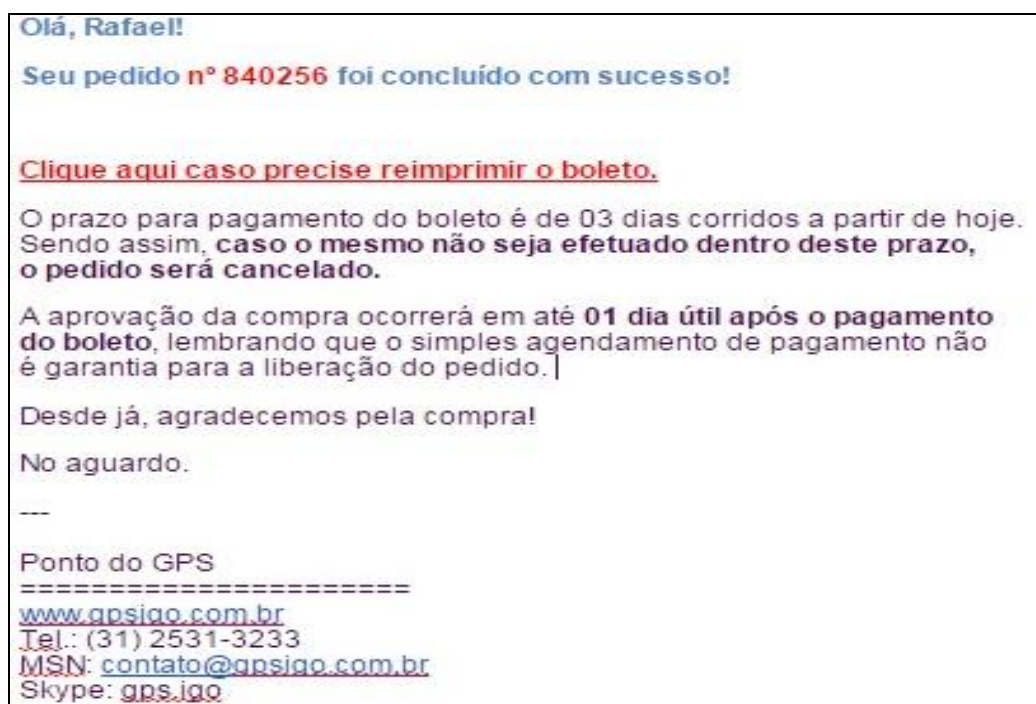 Olá, Rafael!
Seu pedido nº 840256 foi concluído com sucesso!
Clique aqui caso precise reimprimir o boleto.
O prazo para pagamento do boleto é de 03 dias corridos a partir de hoje.
Sendo assim, caso o mesmo não seja efetuado dentro deste prazo,
o pedido será cancelado.
A aprovação da compra ocorrerá em até 01 dia útil após o pagamento
do boleto, lembrando que o simples agendamento de pagamento não
é garantia para a liberação do pedido.
Desde já, agradecemos pela compra!
No aguardo.
---
Ponto do GPS
======================
www.gpsigo.com.br
Tel.: (31) 2531-3233
MSN: contato@gpsigo.com.br
Skype: gps.igo